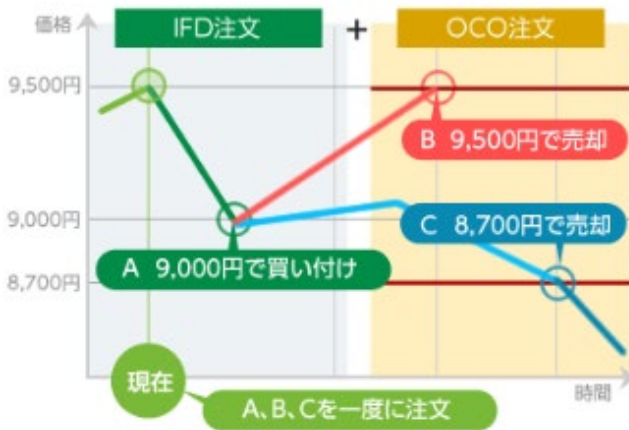 価格
IFD注文
+
OCO注文
9,500円
B 9,500円で売却
9,000円
C 8,700円で売却
A 9,000円で買い付け
8,700円
現在
時間
A、B、Cを一度に注文